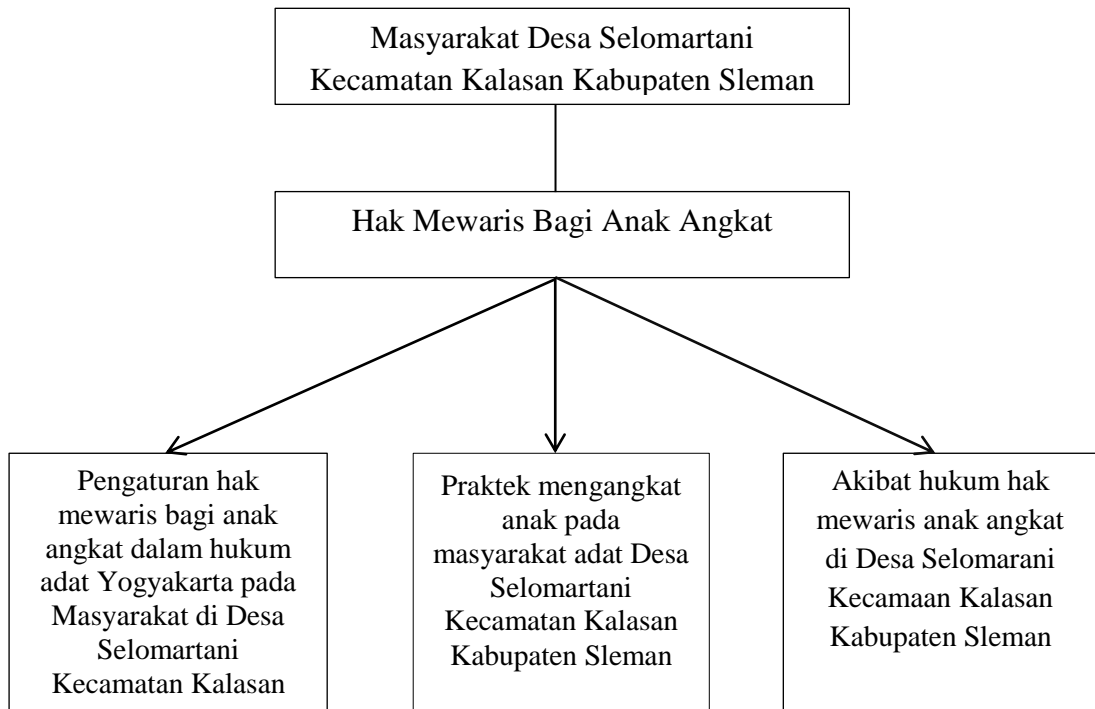 Masyarakat Desa Selomartani
Kecamatan Kalasan Kabupaten Sleman
Hak Mewaris Bagi Anak Angkat
Pengaturan hak
mewaris bagi anak
angkat dalam hukum
adat Yogyakarta pada
Masyarakat di Desa
Selomartani
Kecamatan Kalasan
Praktek mengangkat
anak pada
masyarakat adat Desa
Selomartani
Kecamatan Kalasan
Kabupaten Sleman
Akibat hukum hak
mewaris anak angkat
di Desa Selomarani
Kecamaan Kalasan
Kabupaten Sleman